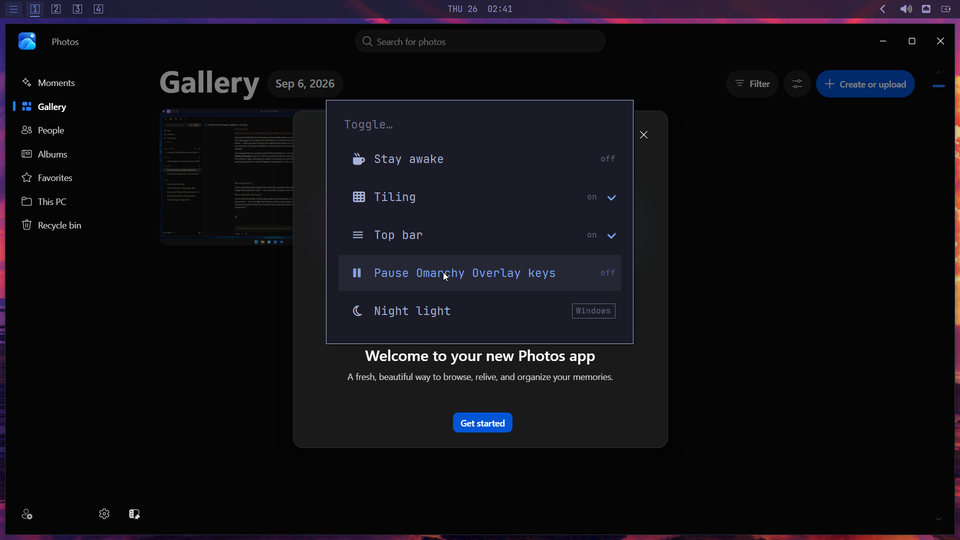 1 2 3 4
THU 26 02:41
Photos
Search for photos
Moments
Gallery
People
Albums
Favorites
This PC
Recycle bin
Gallery
Sep 6, 2026
Filter
Create or upload
Toggle…
Stay awake off
Tiling on
Top bar on
Pause Omarchy Overlay keys off
Night light Windows
Welcome to your new Photos app
A fresh, beautiful way to browse, relive, and organize your memories.
Get started